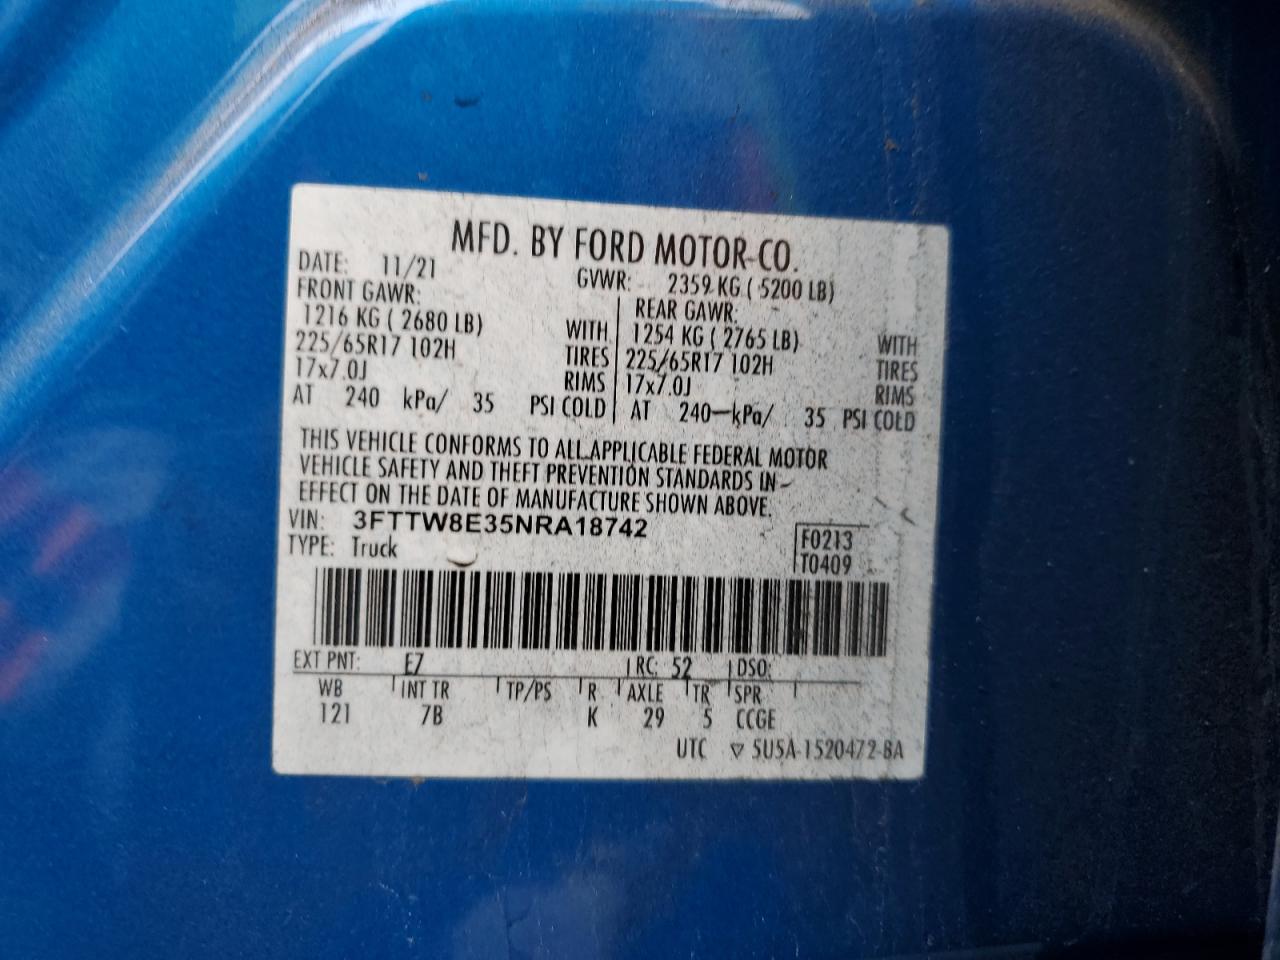 MFD. BY FORD MOTOR CO.
DATE: 11/21 GVWR: 2359 KG ( 5200 LB)
FRONT GAWR: REAR GAWR:
1216 KG ( 2680 LB) WITH 1254 KG ( 2765 LB) WITH
225/65R17 102H TIRES 225/65R17 102H TIRES
17x7.0J RIMS 17x7.0J RIMS
AT 240 kPa/ 35 PSI COLD AT 240 kPa/ 35 PSI COLD
THIS VEHICLE CONFORMS TO ALL APPLICABLE FEDERAL MOTOR
VEHICLE SAFETY AND THEFT PREVENTION STANDARDS IN
EFFECT ON THE DATE OF MANUFACTURE SHOWN ABOVE.
VIN: 3FTTW8E35NRA18742 F0213
TYPE: Truck T0409
EXT PNT: E7 RC: 52 DSO:
WB INT TR TP/PS R AXLE TR SPR
121 7B K 29 5 CCGE
UTC ▽ 5U5A-1520472-BA